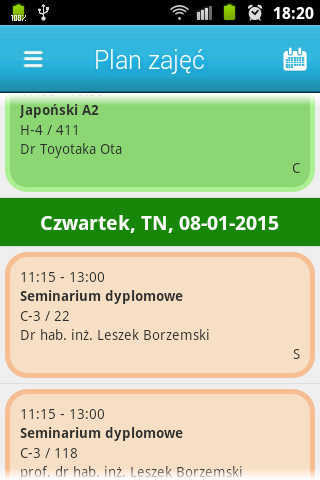 100%
18:20
Plan zajęć
Japoński A2
H-4 / 411
Dr Toyotaka Ota
C
Czwartek, TN, 08-01-2015
11:15 - 13:00
Seminarium dyplomowe
C-3 / 22
Dr hab. inż. Leszek Borzemski
S
11:15 - 13:00
Seminarium dyplomowe
C-3 / 118
prof. dr hab. inż. Leszek Borzemski